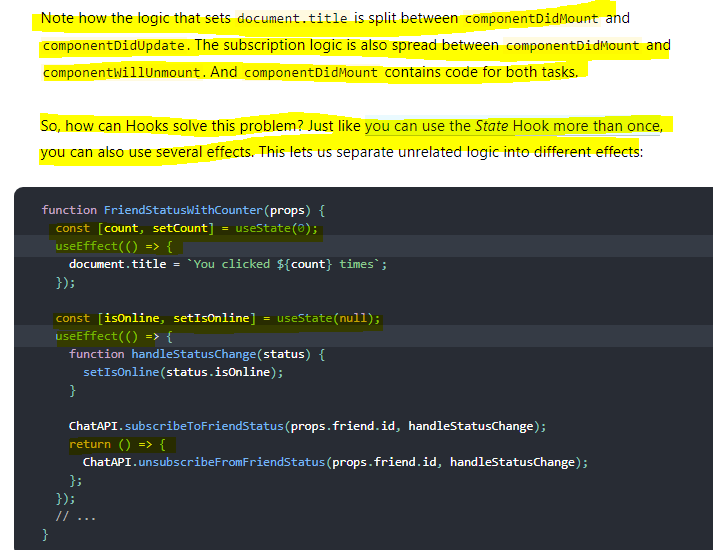 Note how the logic that sets document.title is split between componentDidMount and
componentDidUpdate. The subscription logic is also spread between componentDidMount and
componentWillUnmount. And componentDidMount contains code for both tasks.
So, how can Hooks solve this problem? Just like you can use the State Hook more than once,
you can also use several effects. This lets us separate unrelated logic into different effects:
function FriendStatusWithCounter(props) {
  const [count, setCount] = useState(0);
  useEffect(() => {
    document.title = `You clicked ${count} times`;
  });
  const [isOnline, setIsOnline] = useState(null);
  useEffect(() => {
    function handleStatusChange(status) {
      setIsOnline(status.isOnline);
    }
    ChatAPI.subscribeToFriendStatus(props.friend.id, handleStatusChange);
    return () => {
      ChatAPI.unsubscribeFromFriendStatus(props.friend.id, handleStatusChange);
    };
  });
  // ...
}